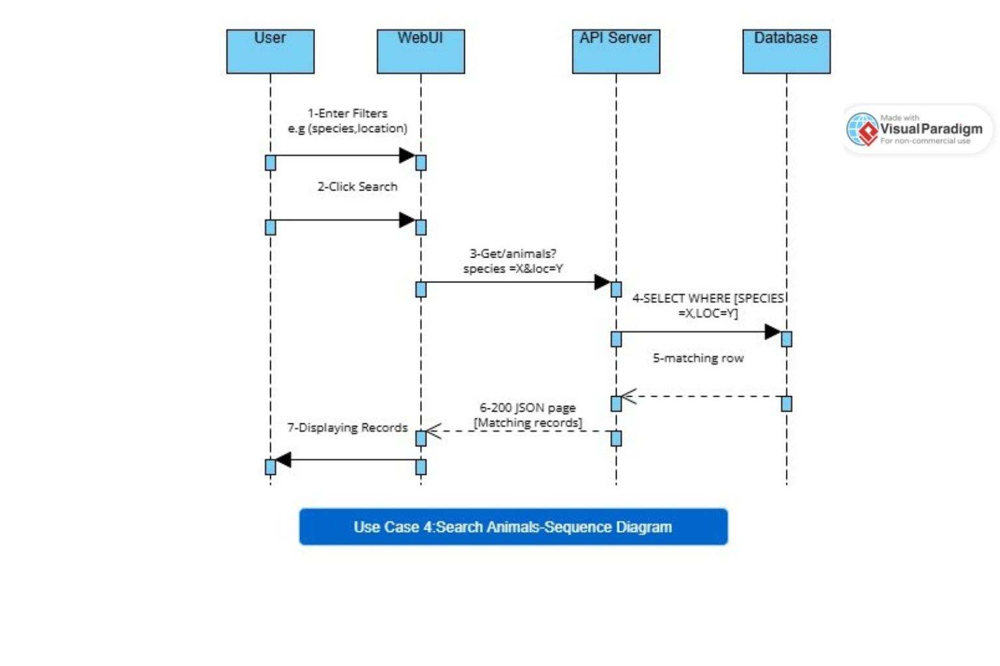 User
WebUI
API Server
Database
Made with
VisualParadigm
For non-commercial use
1-Enter Filters
e.g (species,location)
2-Click Search
3-Get/animals?
species =X&loc=Y
4-SELECT WHERE [SPECIES
=X,LOC=Y]
5-matching row
6-200 JSON page
[Matching records]
7-Displaying Records
Use Case 4:Search Animals-Sequence Diagram